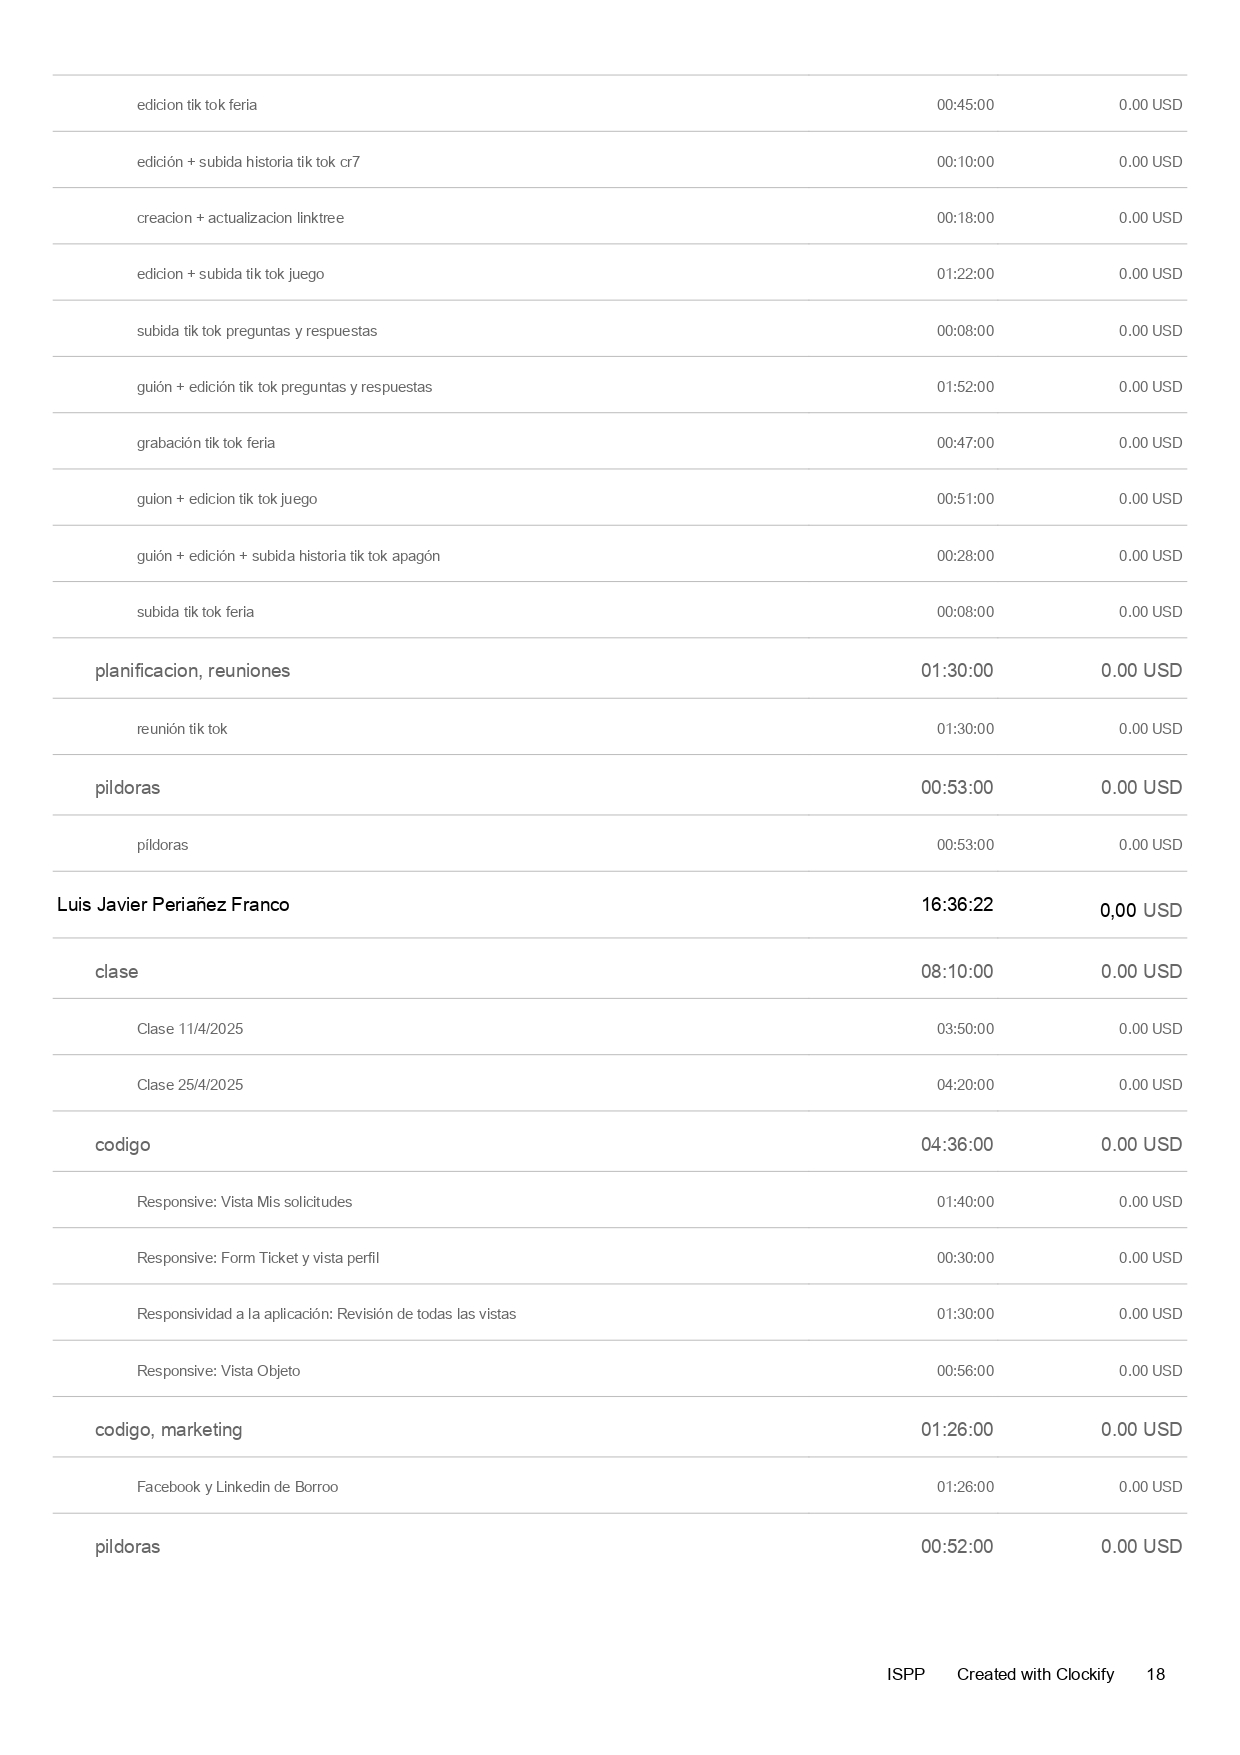 edicion tik tok feria 00:45:00 0.00 USD
edición + subida historia tik tok cr7 00:10:00 0.00 USD
creacion + actualizacion linktree 00:18:00 0.00 USD
edicion + subida tik tok juego 01:22:00 0.00 USD
subida tik tok preguntas y respuestas 00:08:00 0.00 USD
guión + edición tik tok preguntas y respuestas 01:52:00 0.00 USD
grabación tik tok feria 00:47:00 0.00 USD
guion + edicion tik tok juego 00:51:00 0.00 USD
guión + edición + subida historia tik tok apagón 00:28:00 0.00 USD
subida tik tok feria 00:08:00 0.00 USD
planificacion, reuniones 01:30:00 0.00 USD
reunión tik tok 01:30:00 0.00 USD
pildoras 00:53:00 0.00 USD
píldoras 00:53:00 0.00 USD
Luis Javier Periañez Franco 16:36:22 0,00 USD
clase 08:10:00 0.00 USD
Clase 11/4/2025 03:50:00 0.00 USD
Clase 25/4/2025 04:20:00 0.00 USD
codigo 04:36:00 0.00 USD
Responsive: Vista Mis solicitudes 01:40:00 0.00 USD
Responsive: Form Ticket y vista perfil 00:30:00 0.00 USD
Responsividad a la aplicación: Revisión de todas las vistas 01:30:00 0.00 USD
Responsive: Vista Objeto 00:56:00 0.00 USD
codigo, marketing 01:26:00 0.00 USD
Facebook y Linkedin de Borroo 01:26:00 0.00 USD
pildoras 00:52:00 0.00 USD
ISPP Created with Clockify 18